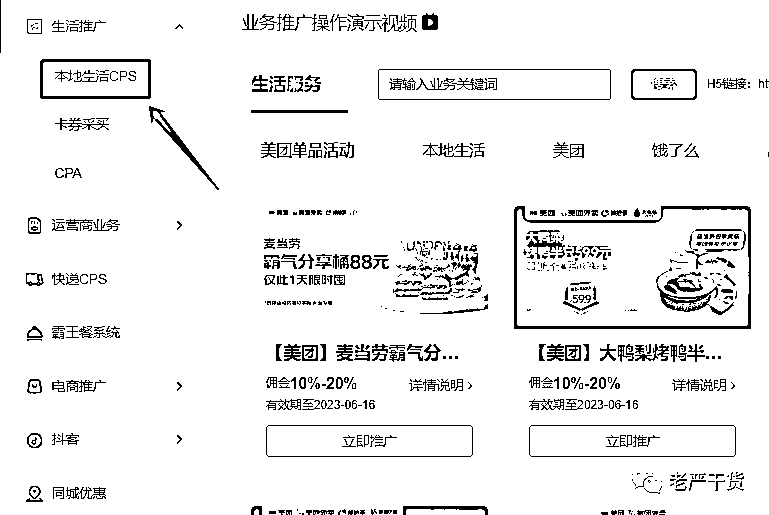 生活推广
本地生活CPS
卡券采买
CPA
运营商业务
快递CPS
霸王餐系统
电商推广
抖客
同城优惠
业务推广操作演示视频
生活服务
请输入业务关键词
搜索
H5链接：ht
美团单品活动
本地生活
美团
饿了么
麦当劳
霸气分享桶88元
仅此1天限时囤
599
【美团】麦当劳霸气分...
佣金10%-20%
详情说明
有效期至2023-06-16
立即推广
【美团】大鸭梨烤鸭半...
佣金10%-20%
详情说明
有效期至2023-06-16
立即推广
老严干货